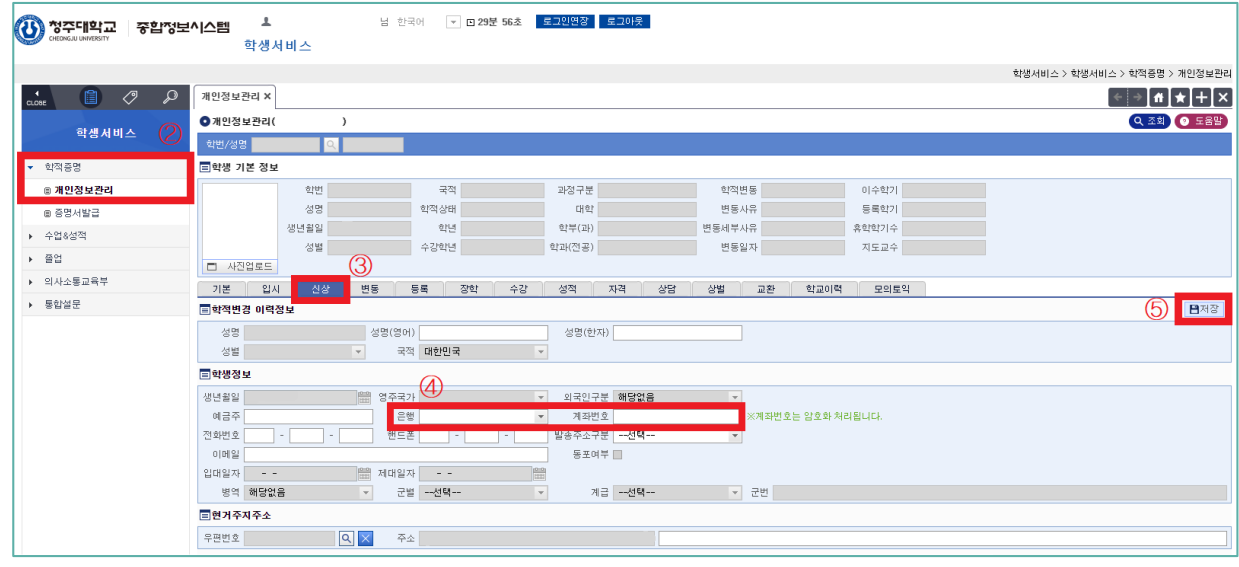 청주대학교 종합정보시스템
CHEONGJU UNIVERSITY
님 한국어 29분 56초 로그인연장 로그아웃
학생서비스
학생서비스 > 학생서비스 > 학적증명 > 개인정보관리
CLOSE
학생서비스 ②
학적증명
개인정보관리
증명서발급
수업&성적
졸업
의사소통교육부
통합설문
개인정보관리 ×
개인정보관리( )
조회 도움말
학번/성명
학생 기본 정보
학번 국적 과정구분 학적변동 이수학기
성명 학적상태 대학 변동사유 등록학기
생년월일 학년 학부(과) 변동세부사유 휴학학기수
성별 수강학년 학과(전공) 변동일자 지도교수
사진업로드
③
기본 입시 신상 변동 등록 장학 수강 성적 자격 상담 상벌 교환 학교이력 모의토익
학적변경 이력정보 ⑤ 저장
성명 성명(영어) 성명(한자)
성별 국적 대한민국
학생정보
④
생년월일 영주국가 외국인구분 해당없음
예금주 은행 계좌번호 ※계좌번호는 암호화 처리됩니다.
전화번호 - - 핸드폰 - - 발송주소구분 --선택--
이메일 동포여부
입대일자 - - 제대일자 - -
병역 해당없음 군별 --선택-- 계급 --선택-- 군번
현거주지주소
우편번호 주소